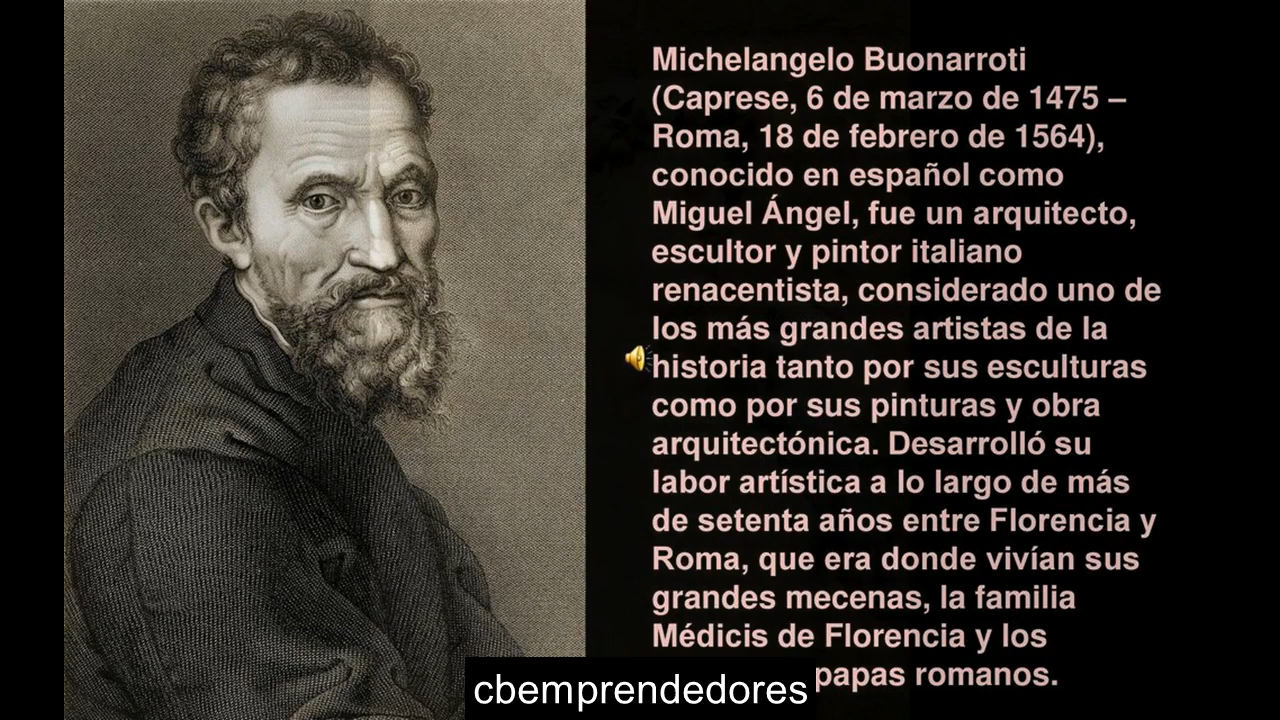 Michelangelo Buonarroti
(Caprese, 6 de marzo de 1475 –
Roma, 18 de febrero de 1564),
conocido en español como
Miguel Ángel, fue un arquitecto,
escultor y pintor italiano
renacentista, considerado uno de
los más grandes artistas de la
historia tanto por sus esculturas
como por sus pinturas y obra
arquitectónica. Desarrolló su
labor artística a lo largo de más
de setenta años entre Florencia y
Roma, que era donde vivían sus
grandes mecenas, la familia
Médicis de Florencia y los
papas romanos.
cbemprendedores